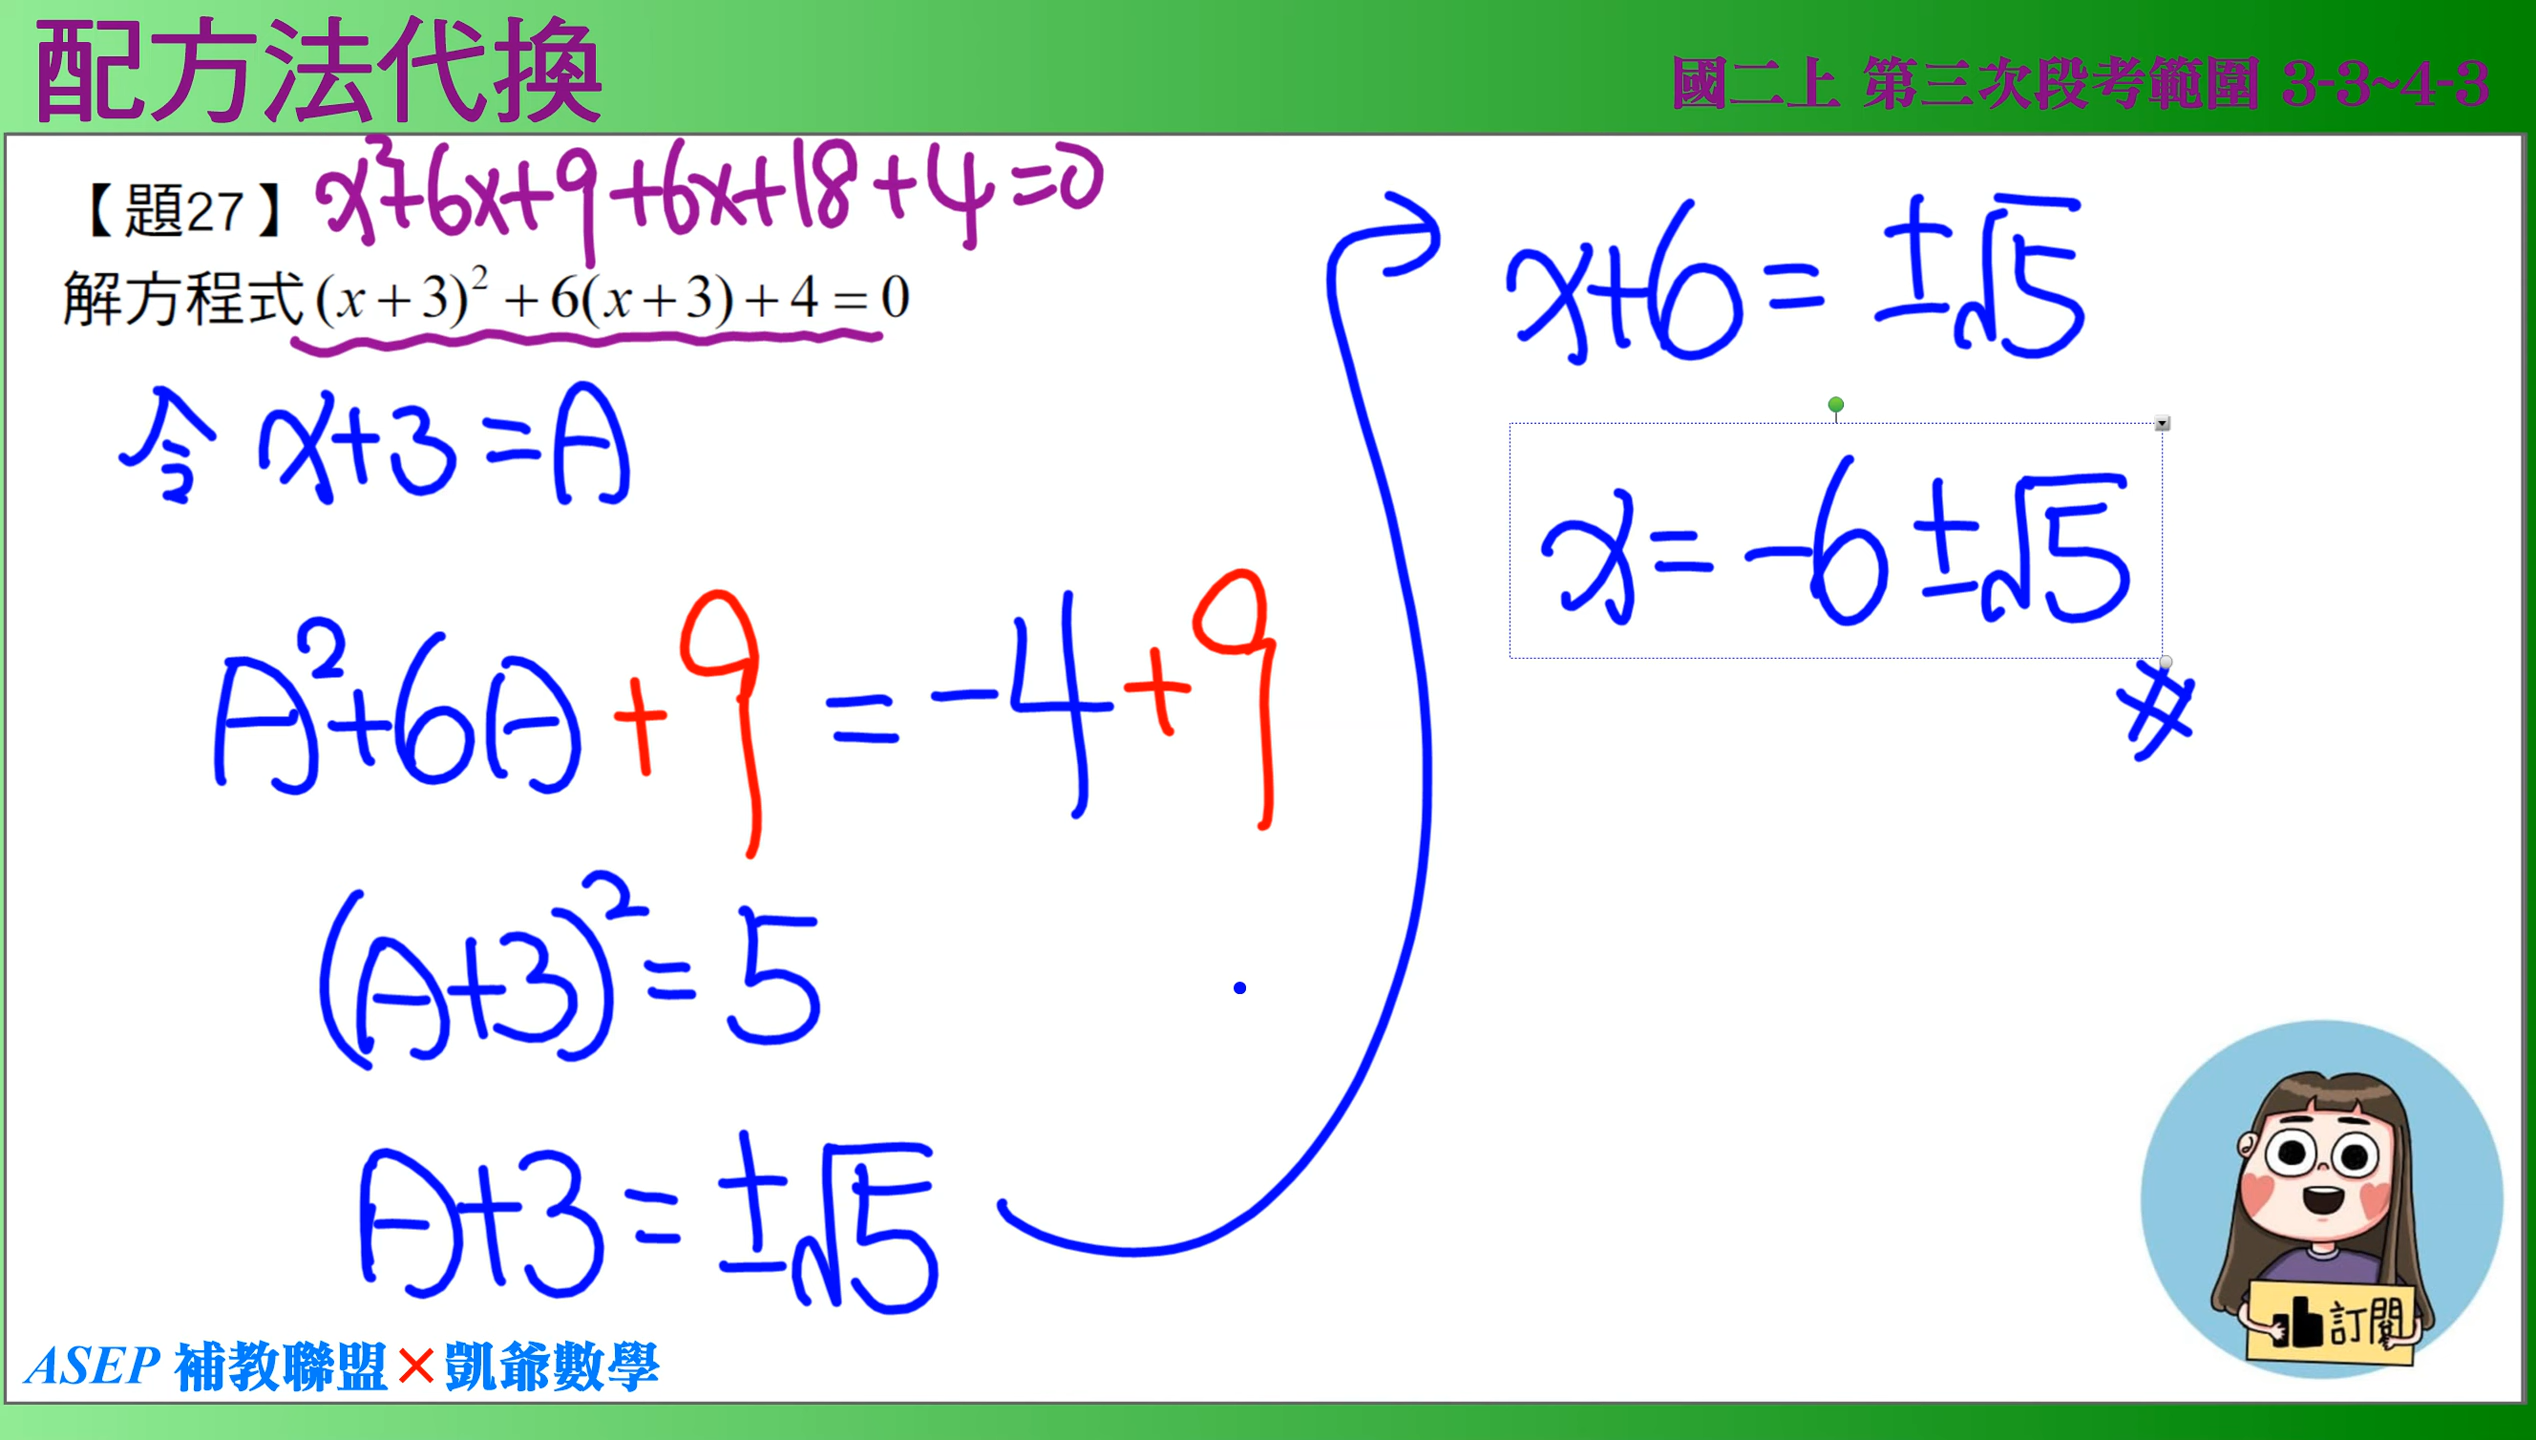 配方法代換
國二上 第三次段考範圍 3-3~4-3
【題27】 x²+6x+9+6x+18+4=0
解方程式(x+3)²+6(x+3)+4=0
令 x+3=A
A²+6A+9=-4+9
(A+3)²=5
A+3=±√5
x+6=±√5
x=-6±√5
#
訂閱
ASEP 補教聯盟×凱爺數學